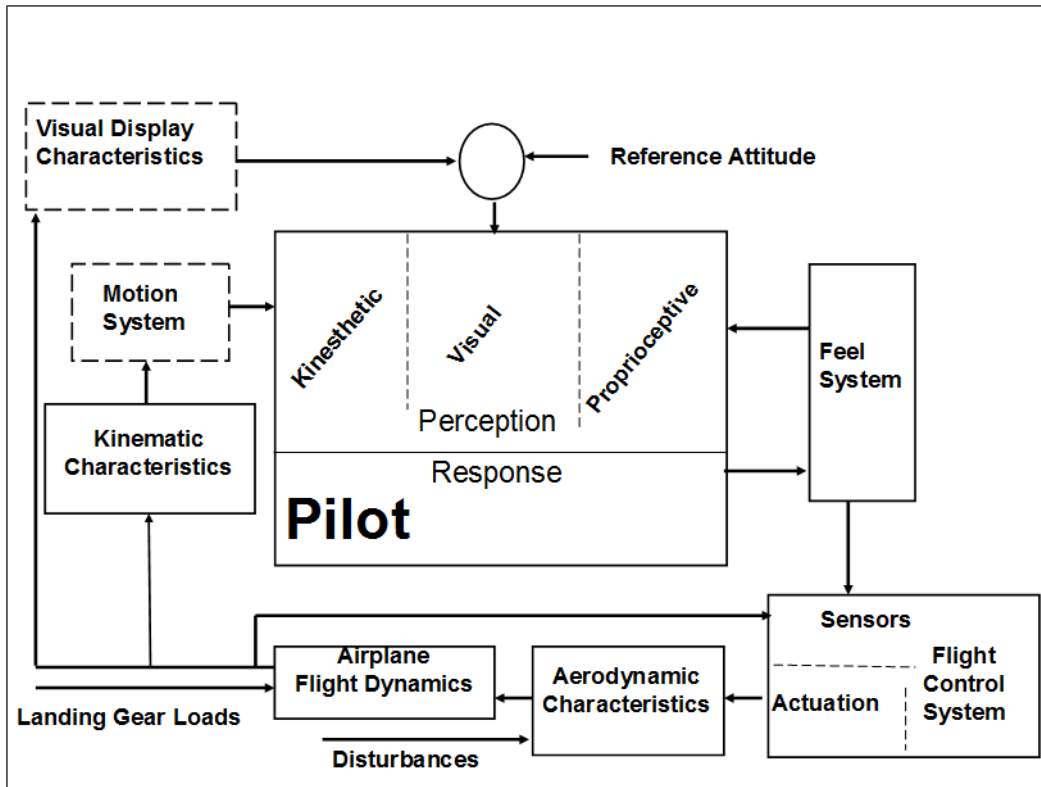 Visual Display
Characteristics
Reference Attitude
Motion
System
Kinesthetic
Visual
Proprioceptive
Perception
Feel
System
Kinematic
Characteristics
Response
Pilot
Sensors
Flight
Control
System
Actuation
Airplane
Flight Dynamics
Aerodynamic
Characteristics
Landing Gear Loads
Disturbances